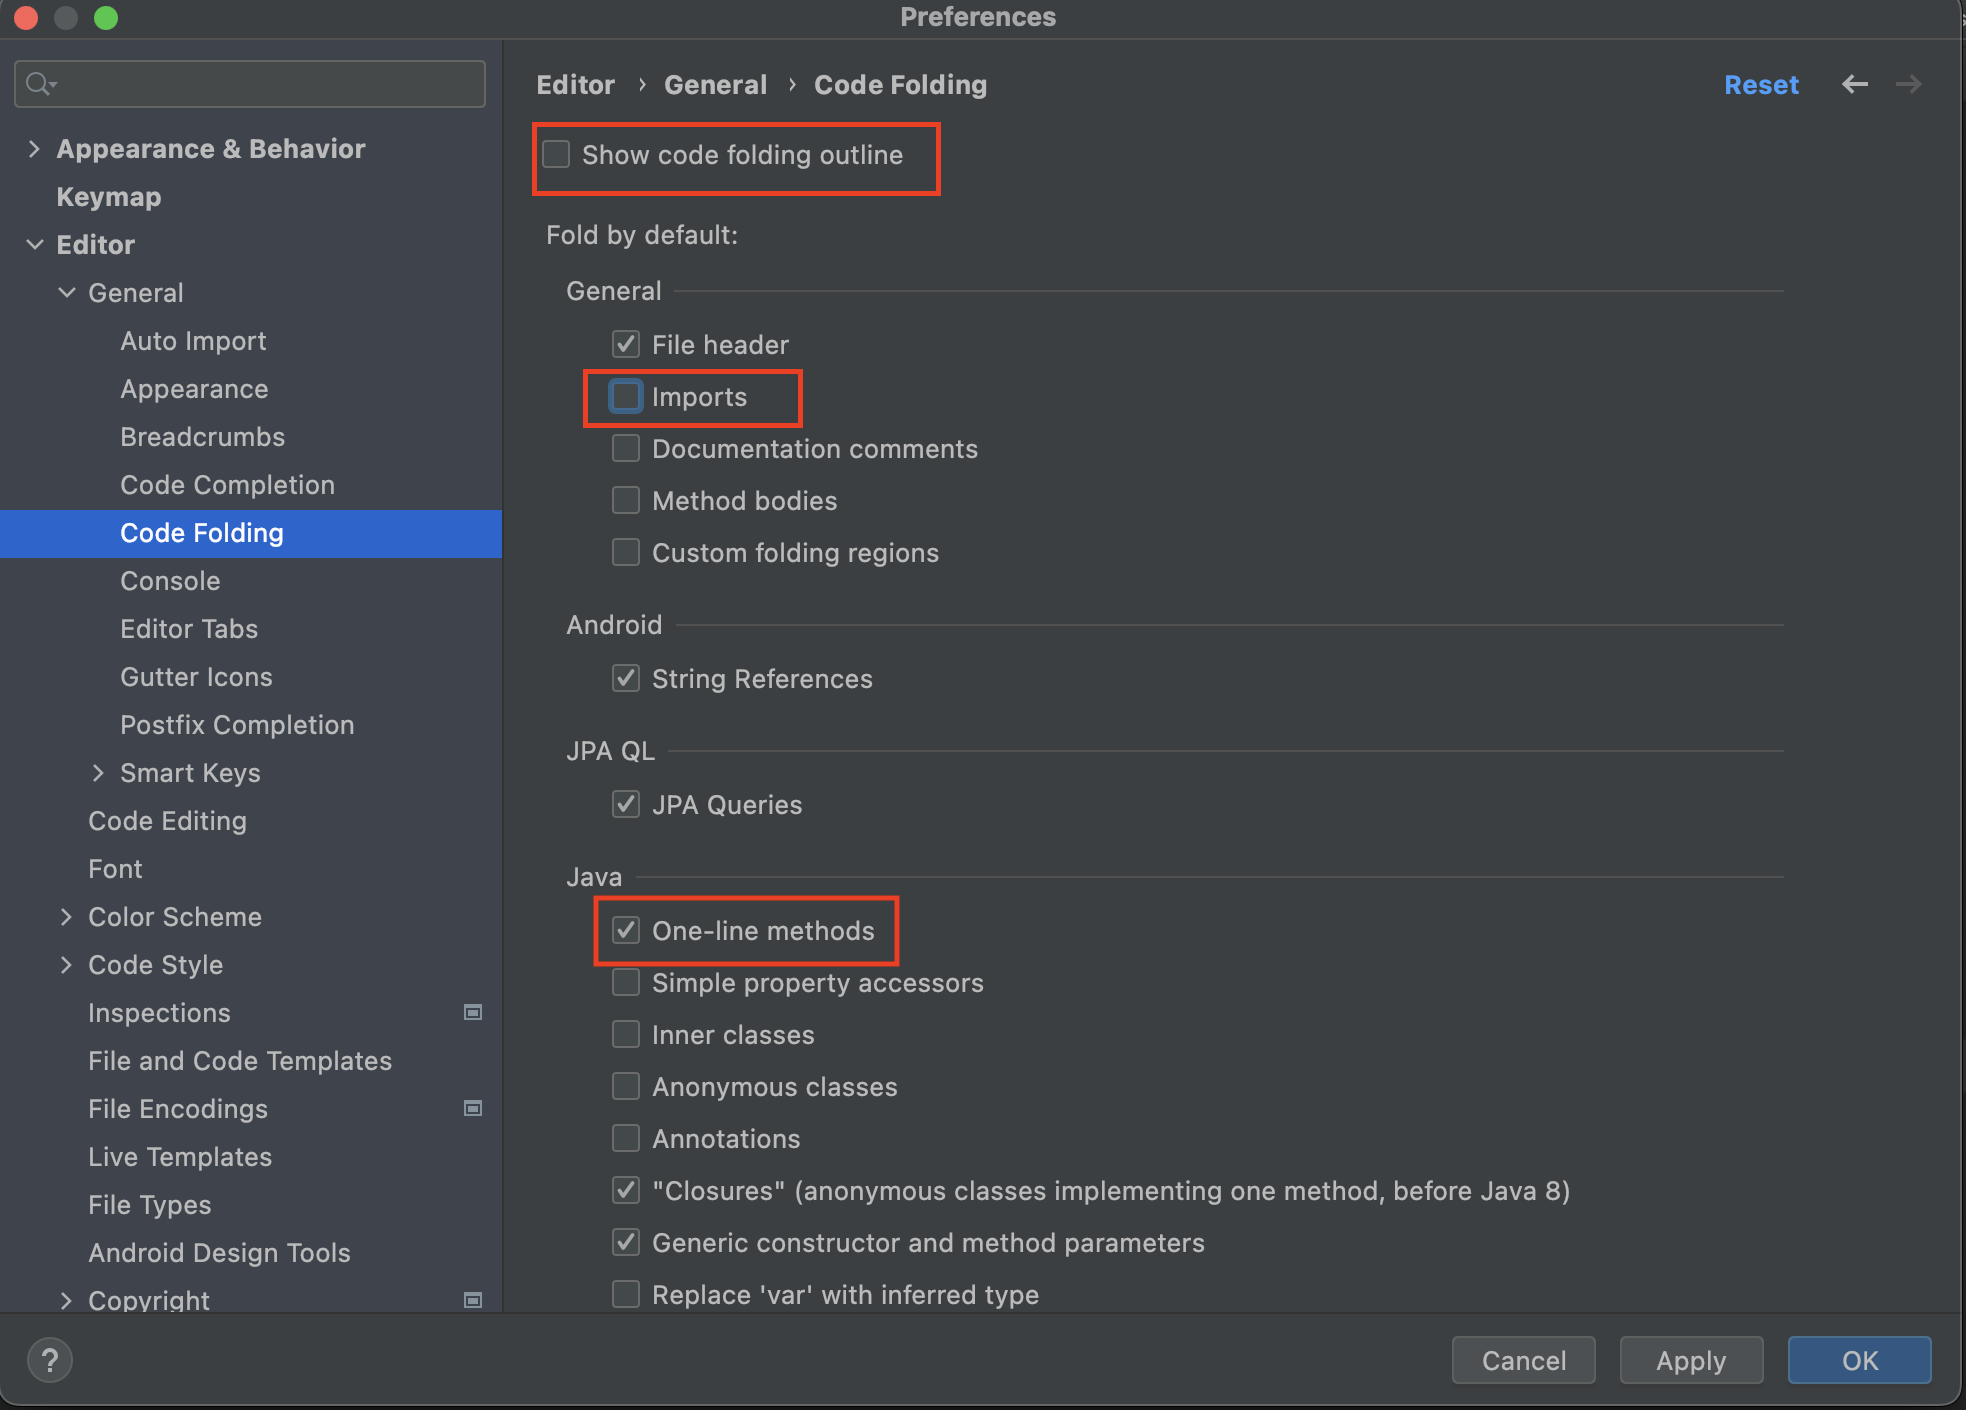 Preferences
Appearance & Behavior
Keymap
Editor
General
Auto Import
Appearance
Breadcrumbs
Code Completion
Code Folding
Console
Editor Tabs
Gutter Icons
Postfix Completion
Smart Keys
Code Editing
Font
Color Scheme
Code Style
Inspections
File and Code Templates
File Encodings
Live Templates
File Types
Android Design Tools
Copyright
Editor › General › Code Folding
Reset
Show code folding outline
Fold by default:
General
File header
Imports
Documentation comments
Method bodies
Custom folding regions
Android
String References
JPA QL
JPA Queries
Java
One-line methods
Simple property accessors
Inner classes
Anonymous classes
Annotations
"Closures" (anonymous classes implementing one method, before Java 8)
Generic constructor and method parameters
Replace 'var' with inferred type
?
Cancel
Apply
OK